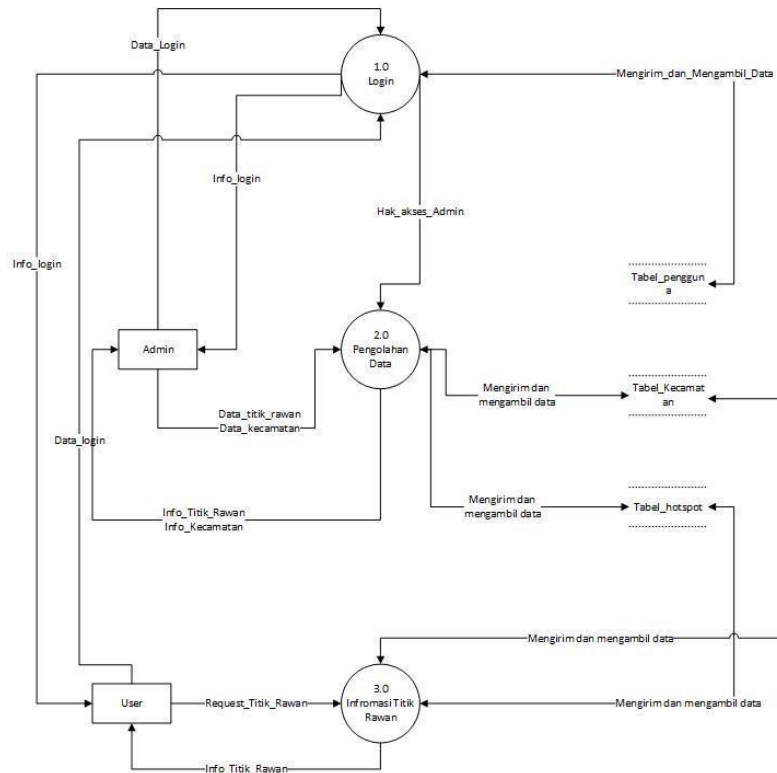 Data_Login
1.0
Login
Mengirim_dan_Mengambil_Data
Info_login
Hak_akses_Admin
Info_login
Tabel_penggun
a
Admin
2.0
Pengolahan
Data
Mengirim dan
mengambil data
Tabel_Kecamat
an
Data_titik_rawan
Data_kecamatan
Data_login
Mengirim dan
mengambil data
Tabel_hotspot
Info_Titik_Rawan
Info_Kecamatan
Mengirim dan mengambil data
User
Request_Titik_Rawan
3.0
Infromasi Titik
Rawan
Mengirim dan mengambil data
Info_Titik_Rawan